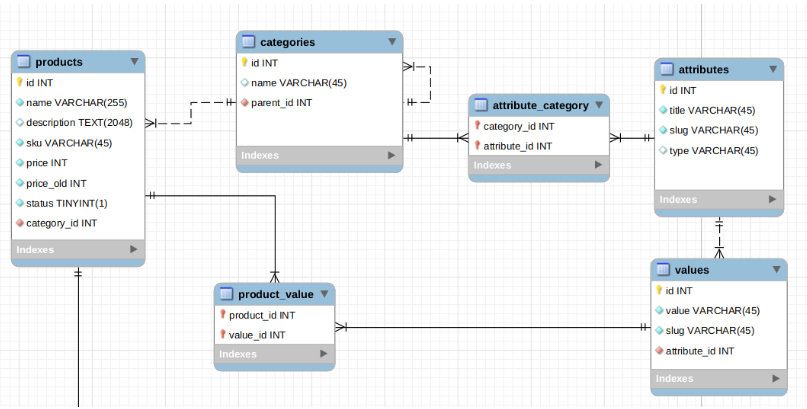 products
id INT
name VARCHAR(255)
description TEXT(2048)
sku VARCHAR(45)
price INT
price_old INT
status TINYINT(1)
category_id INT
Indexes
categories
id INT
name VARCHAR(45)
parent_id INT
Indexes
attribute_category
category_id INT
attribute_id INT
Indexes
attributes
id INT
title VARCHAR(45)
slug VARCHAR(45)
type VARCHAR(45)
Indexes
product_value
product_id INT
value_id INT
Indexes
values
id INT
value VARCHAR(45)
slug VARCHAR(45)
attribute_id INT
Indexes